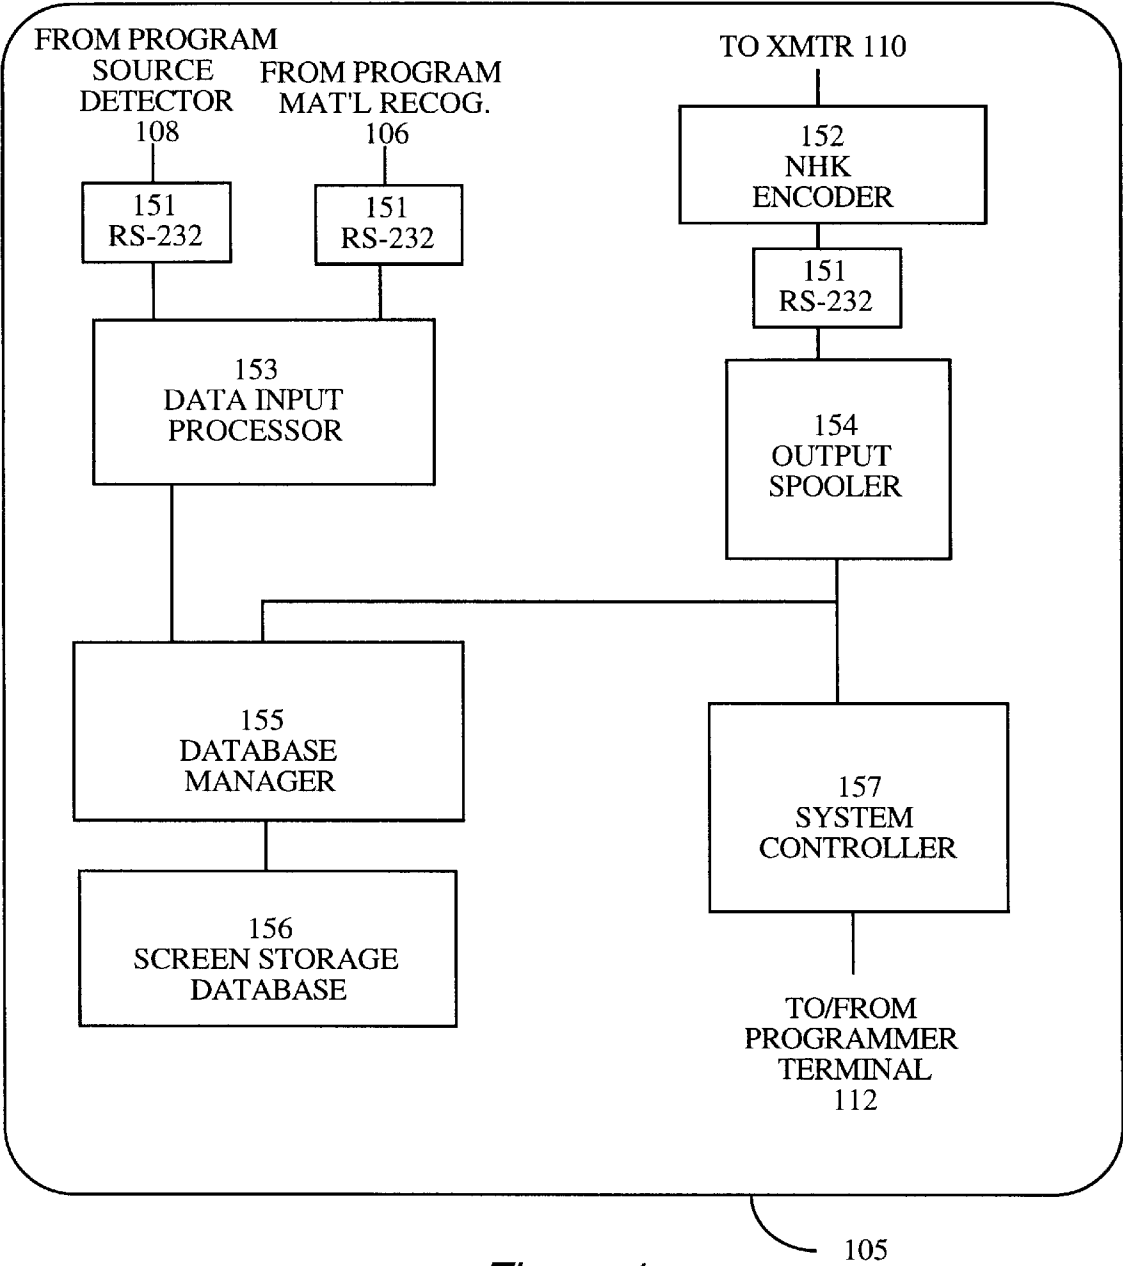 FROM PROGRAM
SOURCE
DETECTOR
108
FROM PROGRAM
MAT'L RECOG.
106
TO XMTR 110
152
NHK
ENCODER
151
RS-232
151
RS-232
151
RS-232
153
DATA INPUT
PROCESSOR
154
OUTPUT
SPOOLER
155
DATABASE
MANAGER
157
SYSTEM
CONTROLLER
156
SCREEN STORAGE
DATABASE
TO/FROM
PROGRAMMER
TERMINAL
112
105